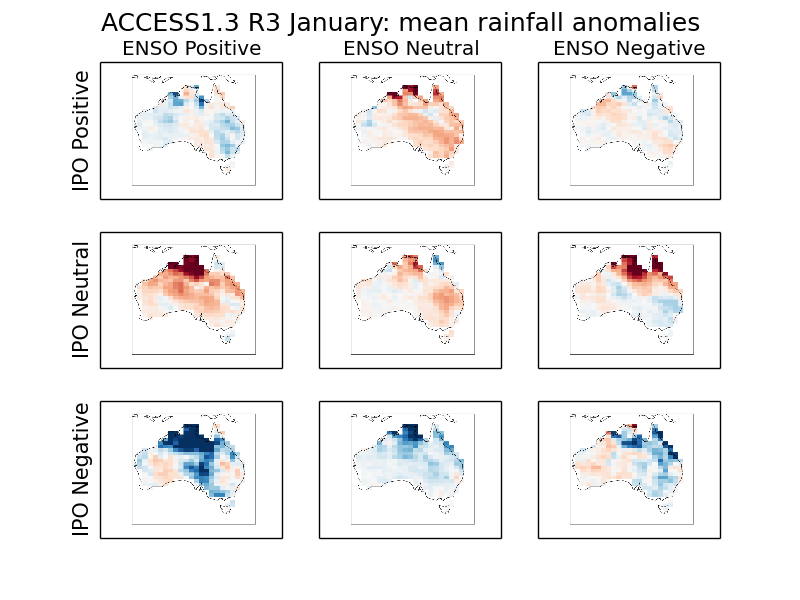 ACCESS1.3 R3 January: mean rainfall anomalies
ENSO Positive
ENSO Neutral
ENSO Negative
IPO Positive
IPO Neutral
IPO Negative